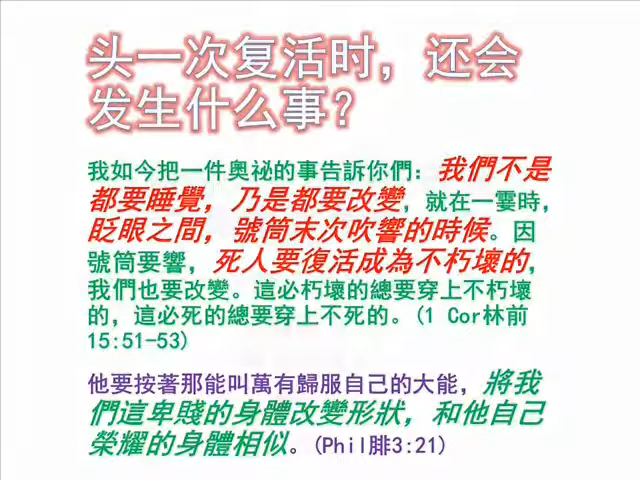 头一次复活时，还会
发生什么事？
我如今把一件奧祕的事告訴你們：我們不是
都要睡覺，乃是都要改變，就在一霎時，
眨眼之間，號筒末次吹響的時候。因
號筒要響，死人要復活成為不朽壞的，
我們也要改變。這必朽壞的總要穿上不朽壞
的，這必死的總要穿上不死的。(1 Cor林前
15:51-53)
他要按著那能叫萬有歸服自己的大能，將我
們這卑賤的身體改變形狀，和他自己
榮耀的身體相似。(Phil腓3:21)